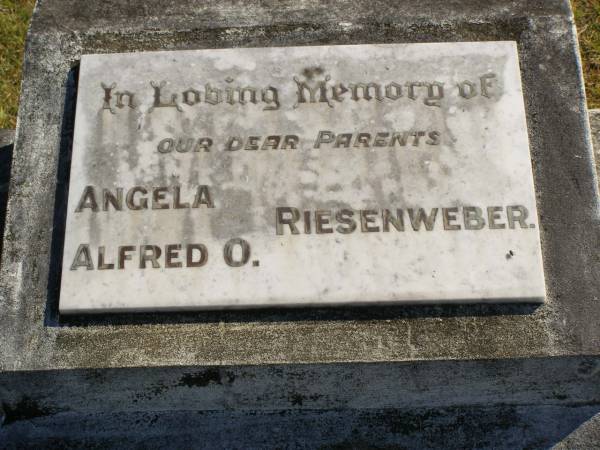 In Loving Memory of
OUR DEAR PARENTS
ANGELA
RIESENWEBER.
ALFRED O.